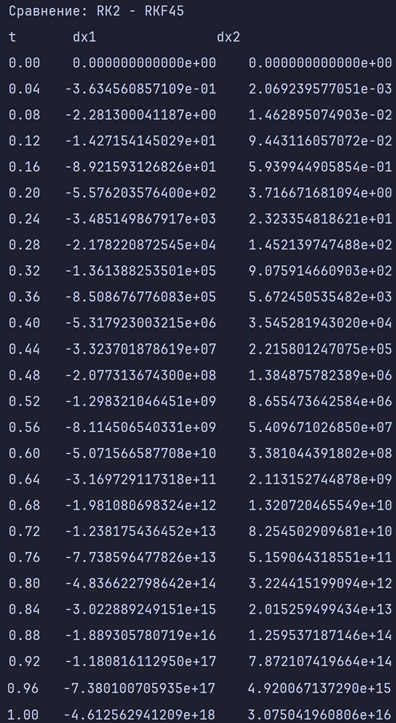 Сравнение: RK2 - RKF45
t dx1 dx2
0.00 0.000000000000e+00 0.000000000000e+00
0.04 -3.634560857109e-01 2.069239577051e-03
0.08 -2.281300041187e+00 1.462895074903e-02
0.12 -1.427154145029e+01 9.443116057072e-02
0.16 -8.921593126826e+01 5.939944905854e-01
0.20 -5.576203576400e+02 3.716671681094e+00
0.24 -3.485149867917e+03 2.323354818621e+01
0.28 -2.178220872545e+04 1.452139747488e+02
0.32 -1.361388253501e+05 9.075914660903e+02
0.36 -8.508676776083e+05 5.672450535482e+03
0.40 -5.317923003215e+06 3.545281943020e+04
0.44 -3.323701878619e+07 2.215801247075e+05
0.48 -2.077313674300e+08 1.384875782389e+06
0.52 -1.298321046451e+09 8.655473642584e+06
0.56 -8.114506540331e+09 5.409671026850e+07
0.60 -5.071566587708e+10 3.381044391802e+08
0.64 -3.169729117318e+11 2.113152744878e+09
0.68 -1.981080698324e+12 1.320720465549e+10
0.72 -1.238175436452e+13 8.254502909681e+10
0.76 -7.738596477826e+13 5.159064318551e+11
0.80 -4.836622798642e+14 3.224415199094e+12
0.84 -3.022889249151e+15 2.015259499434e+13
0.88 -1.889305780719e+16 1.259537187146e+14
0.92 -1.180816112950e+17 7.872107419664e+14
0.96 -7.380100705935e+17 4.920067137290e+15
1.00 -4.612562941209e+18 3.075041960806e+16